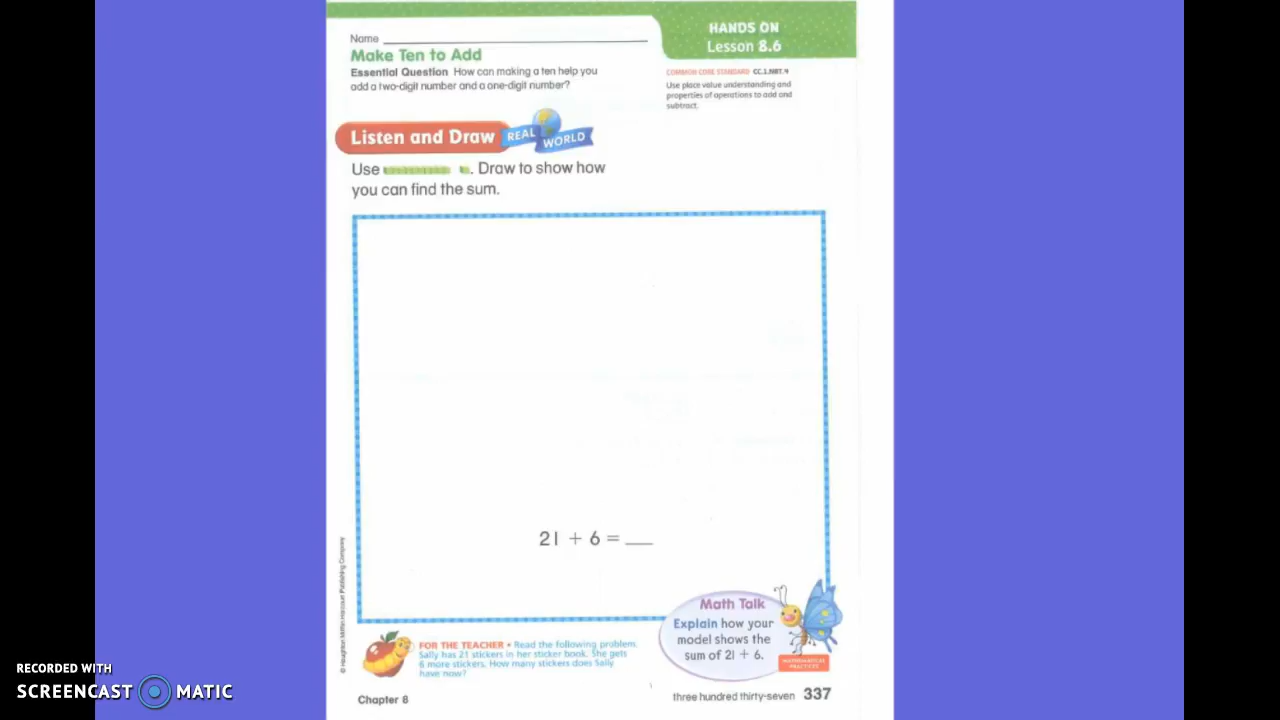 Name
Make Ten to Add
Essential Question How can making a ten help you
add a two-digit number and a one-digit number?
HANDS ON
Lesson 8.6
COMMON CORE STANDARD CC.1.NBT.4
Use place value understanding and
properties of operations to add and
subtract.
Listen and Draw
REAL WORLD
Use . Draw to show how
you can find the sum.
21 + 6 = __
Math Talk
Explain how your
model shows the
sum of 21 + 6.
MATHEMATICAL
PRACTICES
FOR THE TEACHER • Read the following problem.
Sally has 21 stickers in her sticker book. She gets
6 more stickers. How many stickers does Sally
have now?
© Houghton Mifflin Harcourt Publishing Company
Chapter 8
three hundred thirty-seven 337
RECORDED WITH
SCREENCAST MATIC